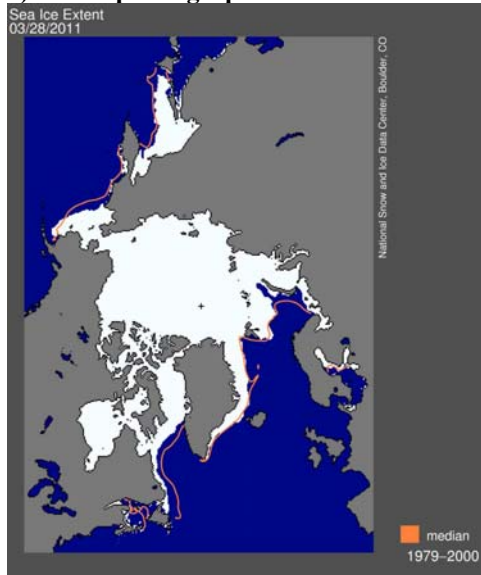 Sea Ice Extent
03/28/2011
National Snow and Ice Data Center, Boulder, CO
median
1979–2000